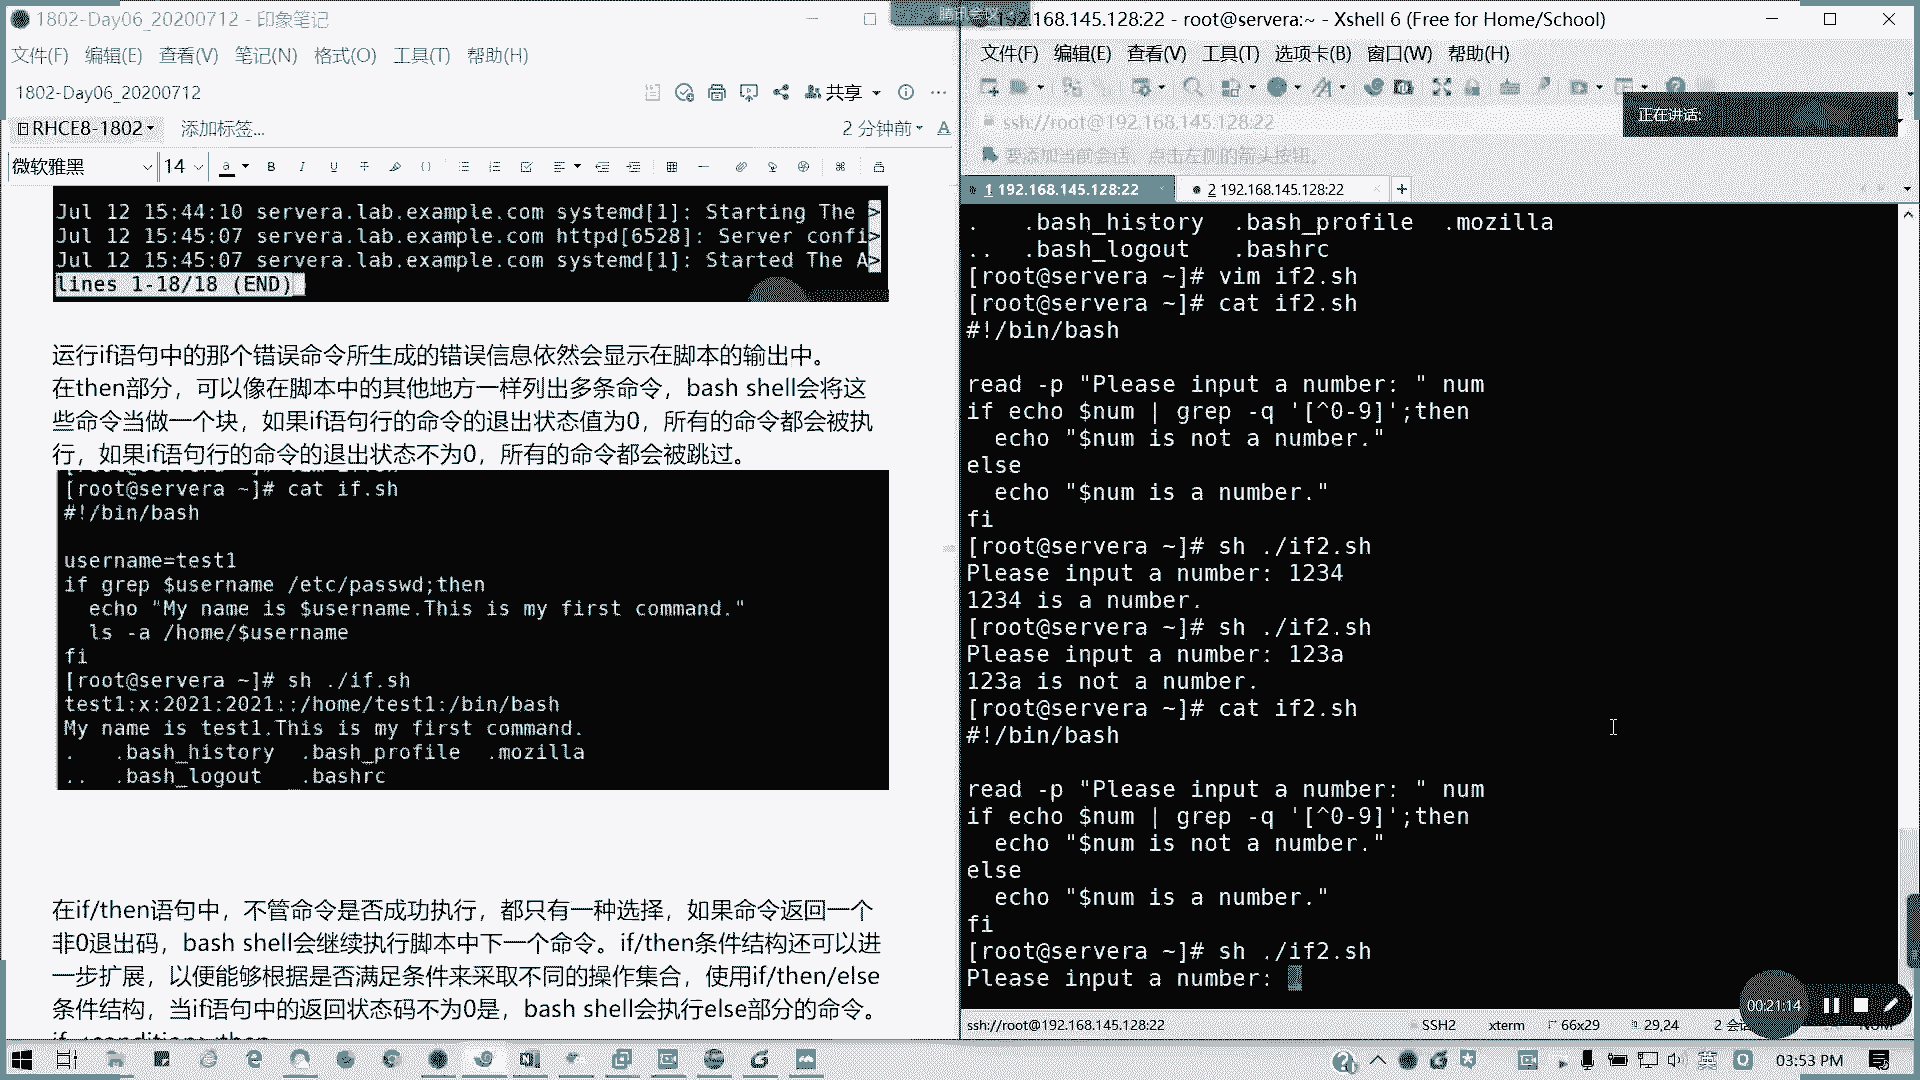 1802-Day06_20200712 - 印象笔记
文件(F) 编辑(E) 查看(V) 笔记(N) 格式(O) 工具(T) 帮助(H)
1802-Day06_20200712
共享
RHCE8-1802
添加标签...
2 分钟前
微软雅黑
14
Jul 12 15:44:10 servera.lab.example.com systemd[1]: Starting The >
Jul 12 15:45:07 servera.lab.example.com httpd[6528]: Server confi>
Jul 12 15:45:07 servera.lab.example.com systemd[1]: Started The A>
lines 1-18/18 (END)
运行if语句中的那个错误命令所生成的错误信息依然会显示在脚本的输出中。
在then部分，可以像在脚本中的其他地方一样列出多条命令，bash shell会将这
些命令当做一个块，如果if语句行的命令的退出状态值为0，所有的命令都会被执
行，如果if语句行的命令的退出状态不为0，所有的命令都会被跳过。
[root@servera ~]# cat if.sh
#!/bin/bash
username=test1
if grep $username /etc/passwd;then
echo "My name is $username.This is my first command."
ls -a /home/$username
fi
[root@servera ~]# sh ./if.sh
test1:x:2021:2021::/home/test1:/bin/bash
My name is test1.This is my first command.
. .bash_history .bash_profile .mozilla
.. .bash_logout .bashrc
在if/then语句中，不管命令是否成功执行，都只有一种选择，如果命令返回一个
非0退出码，bash shell会继续执行脚本中下一个命令。if/then条件结构还可以进
一步扩展，以便能够根据是否满足条件来采取不同的操作集合，使用if/then/else
条件结构，当if语句中的返回状态码不为0是，bash shell会执行else部分的命令。
192.168.145.128:22 - root@servera:~ - Xshell 6 (Free for Home/School)
文件(F) 编辑(E) 查看(V) 工具(T) 选项卡(B) 窗口(W) 帮助(H)
ssh://root@192.168.145.128:22
正在讲话:
要添加当前会话，点击左侧的箭头按钮。
1 192.168.145.128:22
2 192.168.145.128:22
. .bash_history .bash_profile .mozilla
.. .bash_logout .bashrc
[root@servera ~]# vim if2.sh
[root@servera ~]# cat if2.sh
#!/bin/bash
read -p "Please input a number: " num
if echo $num | grep -q '[^0-9]';then
echo "$num is not a number."
else
echo "$num is a number."
fi
[root@servera ~]# sh ./if2.sh
Please input a number: 1234
1234 is a number.
[root@servera ~]# sh ./if2.sh
Please input a number: 123a
123a is not a number.
[root@servera ~]# cat if2.sh
#!/bin/bash
read -p "Please input a number: " num
if echo $num | grep -q '[^0-9]';then
echo "$num is not a number."
else
echo "$num is a number."
fi
[root@servera ~]# sh ./if2.sh
Please input a number:
00:21:14
ssh://root@192.168.145.128:22 SSH2 xterm 66x29 29,24
英
03:53 PM